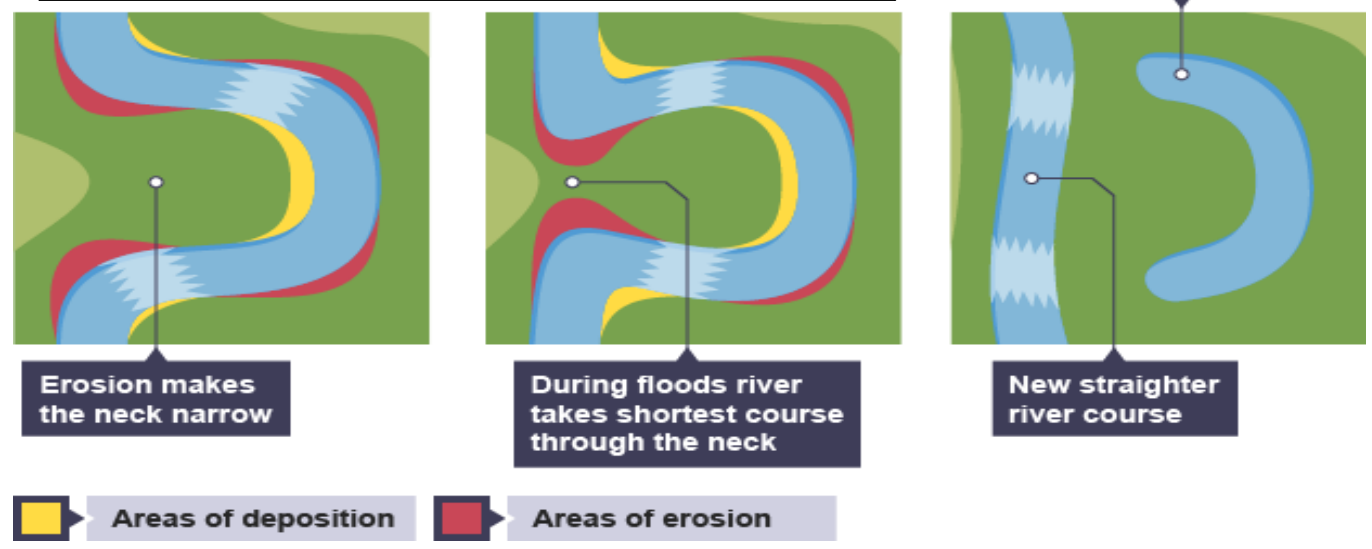 Erosion makes
the neck narrow
During floods river
takes shortest course
through the neck
New straighter
river course
Areas of deposition
Areas of erosion